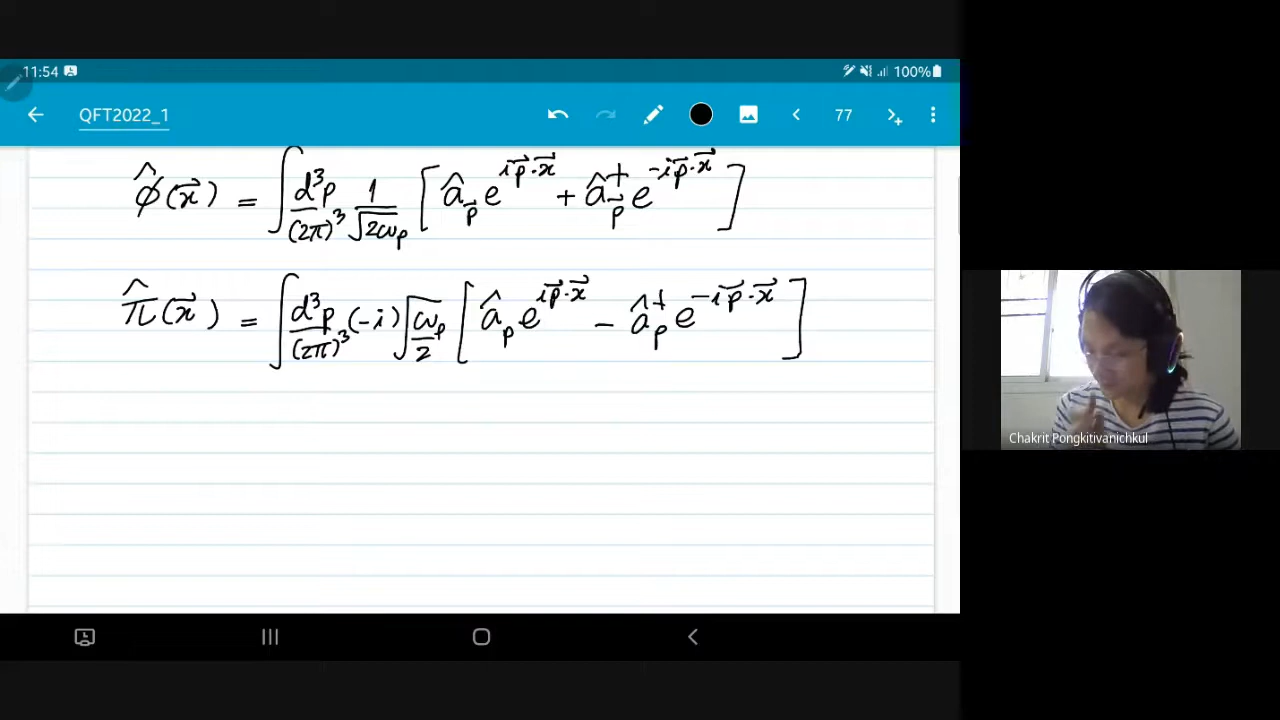 11:54 100%
QFT2022_1 77
φ̂(x⃗) = ∫ d³p/(2π)³ 1/√(2ω_p) [ â_p⃗ e^{ip⃗·x⃗} + â†_p⃗ e^{-ip⃗·x⃗} ]
π̂(x⃗) = ∫ d³p/(2π)³ (-i) √(ω_p/2) [ â_p e^{ip⃗·x⃗} − â†_p e^{-ip⃗·x⃗} ]
Chakrit Pongkitivanichkul